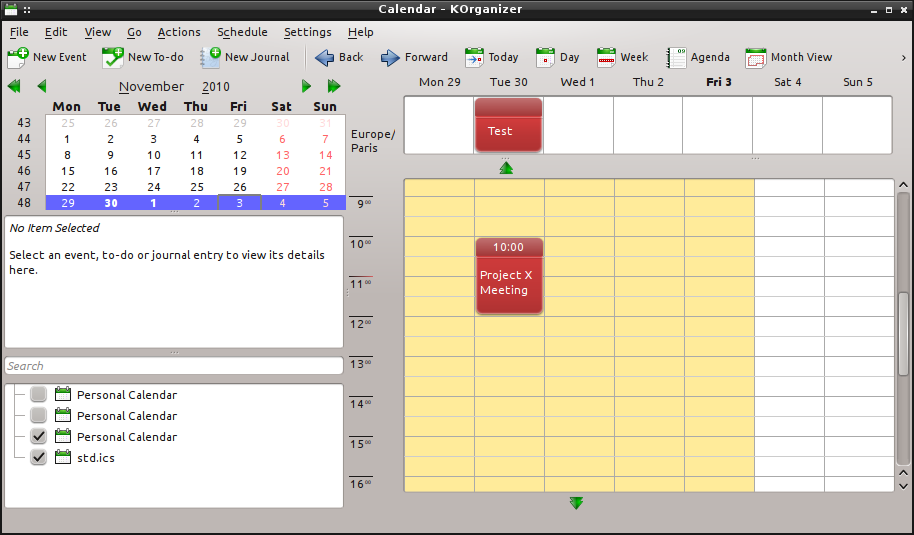 Calendar - KOrganizer
File Edit View Go Actions Schedule Settings Help
New Event New To-do New Journal Back Forward Today Day Week Agenda Month View
November 2010
Mon Tue Wed Thu Fri Sat Sun
43 25 26 27 28 29 30 31
44 1 2 3 4 5 6 7
45 8 9 10 11 12 13 14
46 15 16 17 18 19 20 21
47 22 23 24 25 26 27 28
48 29 30 1 2 3 4 5
No Item Selected
Select an event, to-do or journal entry to view its details
here.
Search
Personal Calendar
Personal Calendar
Personal Calendar
std.ics
Mon 29 Tue 30 Wed 1 Thu 2 Fri 3 Sat 4 Sun 5
Europe/
Paris
Test
9:00
10:00
11:00
12:00
13:00
14:00
15:00
16:00
10:00
Project X
Meeting